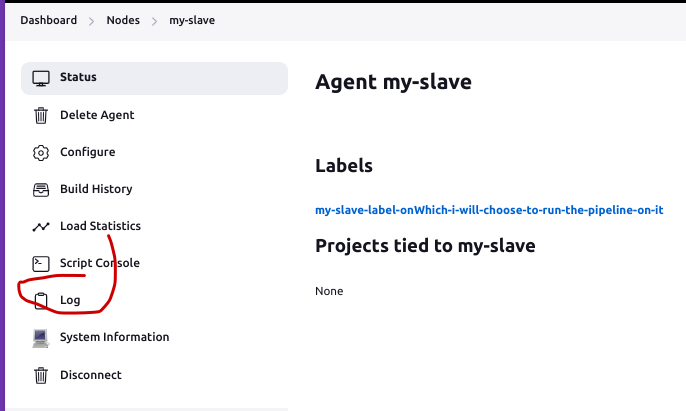 Dashboard > Nodes > my-slave
Status
Delete Agent
Configure
Build History
Load Statistics
Script Console
Log
System Information
Disconnect
Agent my-slave
Labels
my-slave-label-onWhich-i-will-choose-to-run-the-pipeline-on-it
Projects tied to my-slave
None